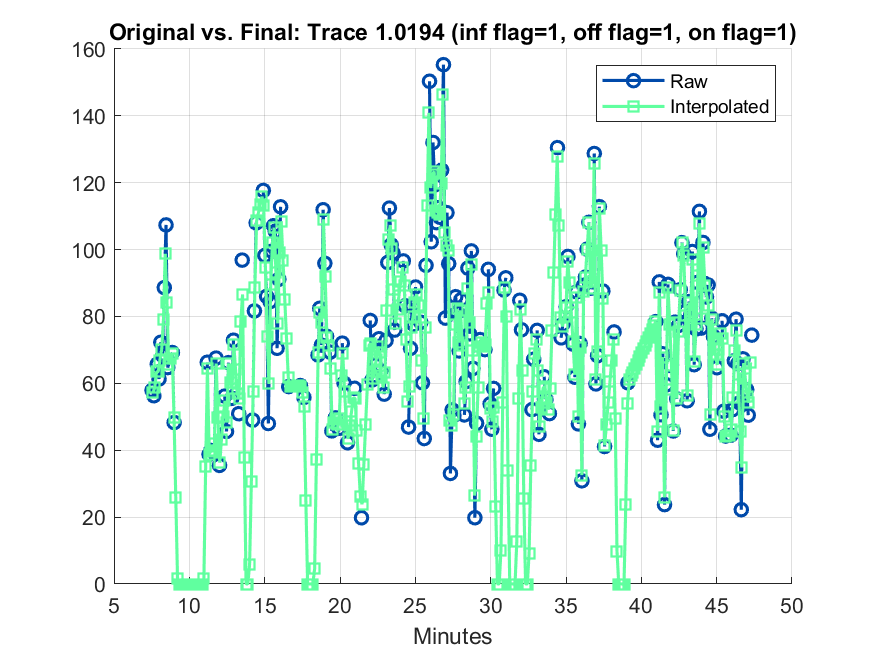 Original vs. Final: Trace 1.0194 (inf flag=1, off flag=1, on flag=1)
160
140
120
100
80
60
40
20
0
Raw
Interpolated
5 10 15 20 25 30 35 40 45 50
Minutes